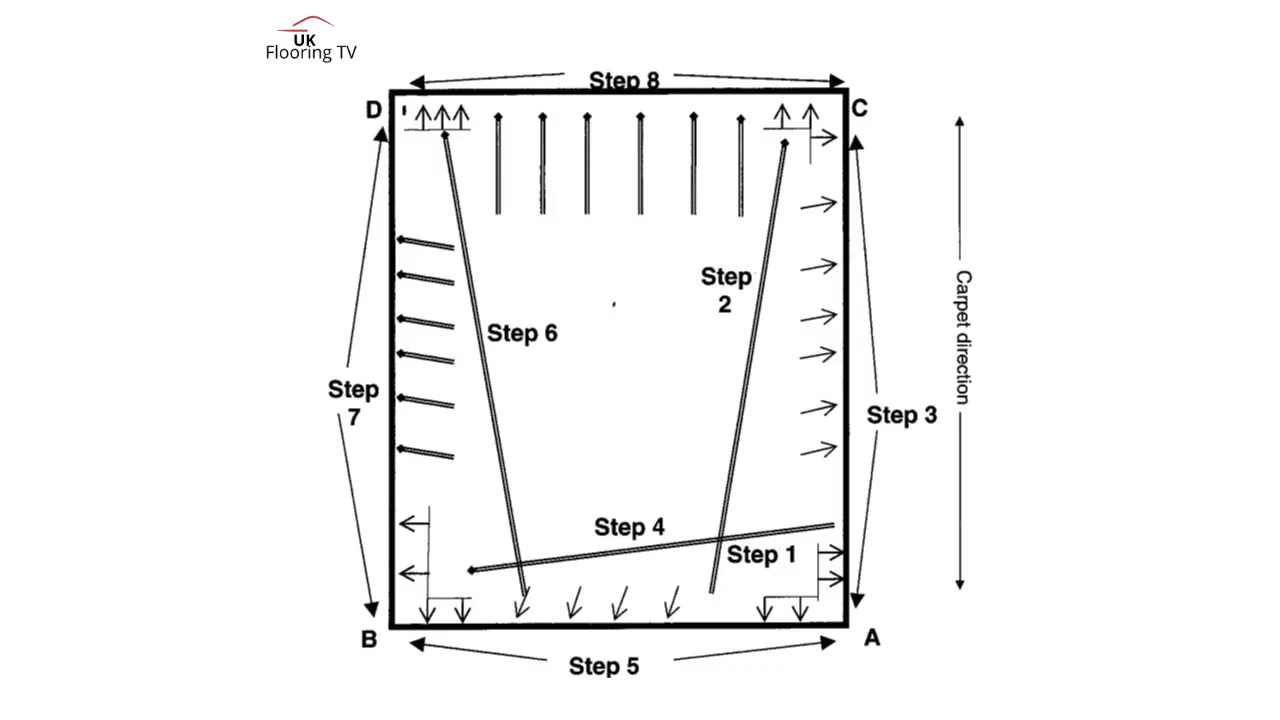 UK
Flooring TV
Step 8
D
C
Step
2
Step 6
Carpet direction
Step
7
Step 3
Step 4
Step 1
B
A
Step 5